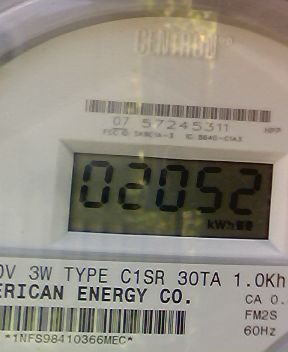 CENTRON
07 57245311
02052
kWh
0V 3W TYPE C1SR 30TA 1.0Kh
ERICAN ENERGY CO.
CA 0.
FM2S
60Hz
*1NFS98410366MEC*